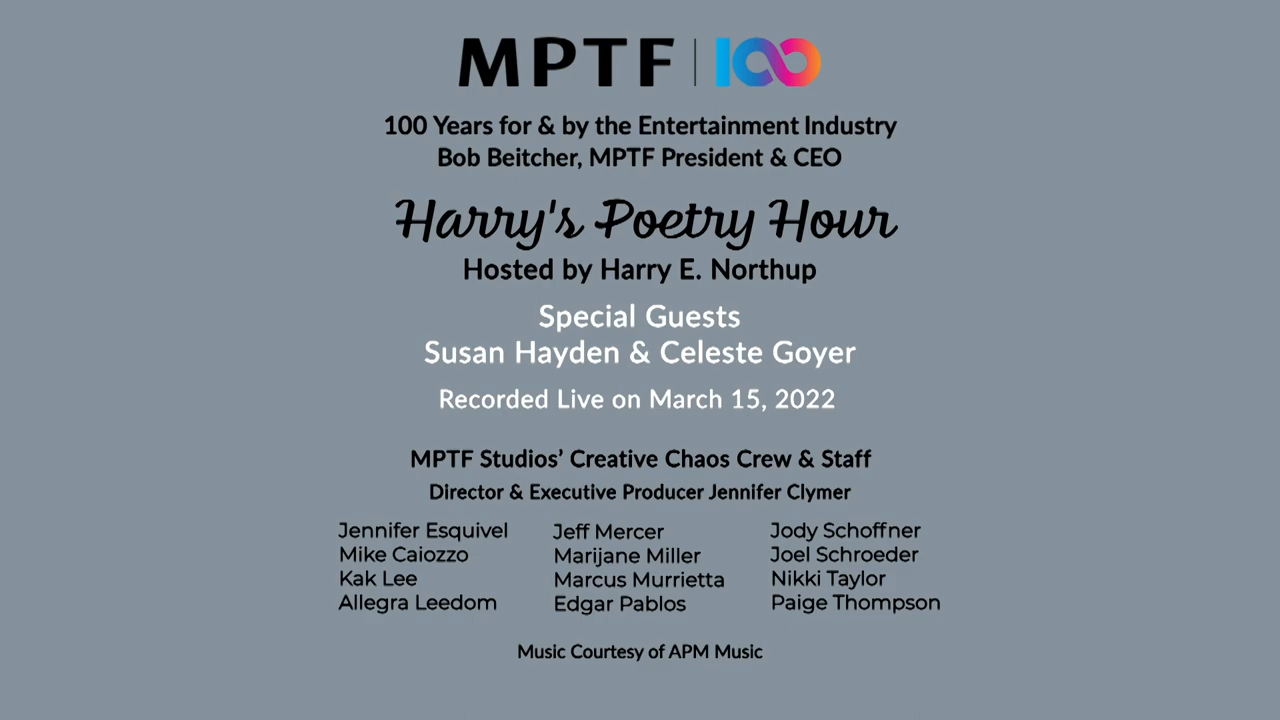 MPTF | 100
100 Years for & by the Entertainment Industry
Bob Beitcher, MPTF President & CEO
Harry's Poetry Hour
Hosted by Harry E. Northup
Special Guests
Susan Hayden & Celeste Goyer
Recorded Live on March 15, 2022
MPTF Studios’ Creative Chaos Crew & Staff
Director & Executive Producer Jennifer Clymer
Jennifer Esquivel
Mike Caiozzo
Kak Lee
Allegra Leedom
Jeff Mercer
Marijane Miller
Marcus Murrietta
Edgar Pablos
Jody Schoffner
Joel Schroeder
Nikki Taylor
Paige Thompson
Music Courtesy of APM Music